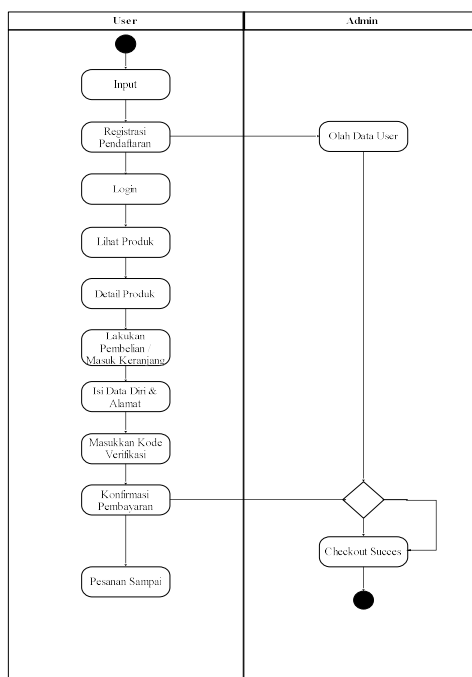 User
Admin
Input
Registrasi
Pendaftaran
Olah Data User
Login
Lihat Produk
Detail Produk
Lakukan
Pembelian /
Masuk Keranjang
Isi Data Diri &
Alamat
Masukkan Kode
Verifikasi
Konfirmasi
Pembayaran
Checkout Succes
Pesanan Sampai